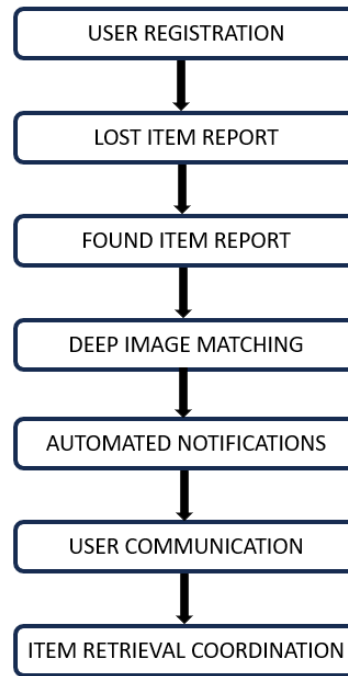 USER REGISTRATION
LOST ITEM REPORT
FOUND ITEM REPORT
DEEP IMAGE MATCHING
AUTOMATED NOTIFICATIONS
USER COMMUNICATION
ITEM RETRIEVAL COORDINATION